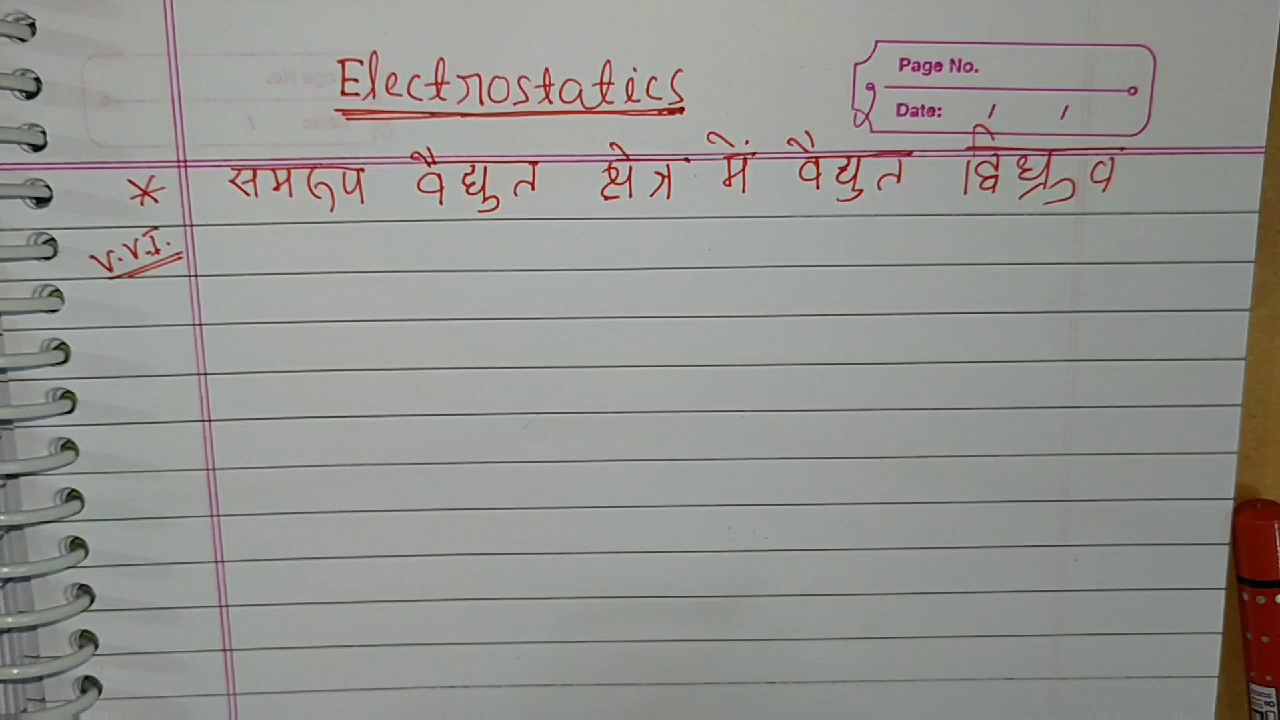 Electrostatics
Page No.
Date: / /
* समरूप वैद्युत क्षेत्र में वैद्युत द्विध्रुव
V.V.I.